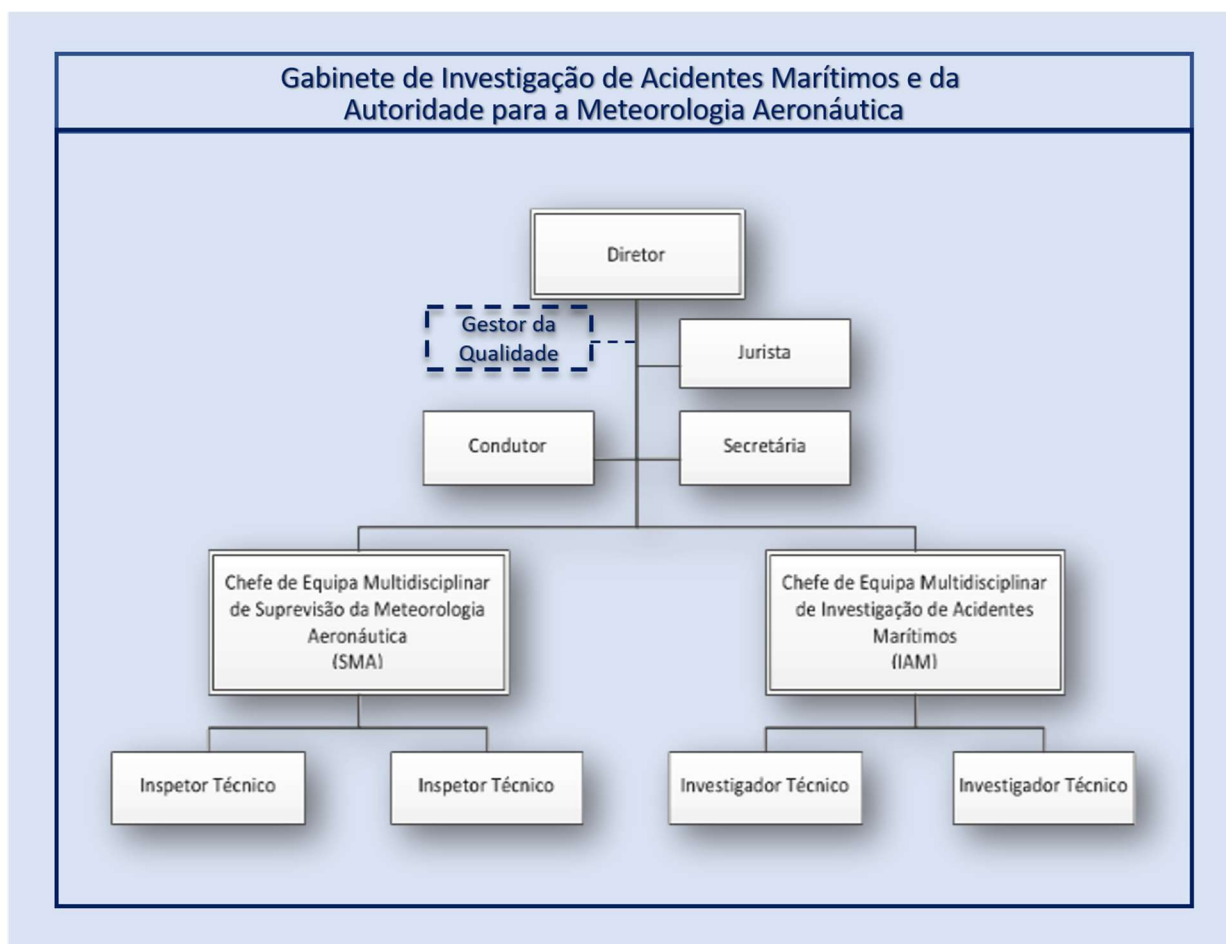 Gabinete de Investigação de Acidentes Marítimos e da
Autoridade para a Meteorologia Aeronáutica
Diretor
Gestor da
Qualidade
Jurista
Condutor
Secretária
Chefe de Equipa Multidisciplinar
de Suprevisão da Meteorologia
Aeronáutica
(SMA)
Chefe de Equipa Multidisciplinar
de Investigação de Acidentes
Marítimos
(IAM)
Inspetor Técnico
Inspetor Técnico
Investigador Técnico
Investigador Técnico